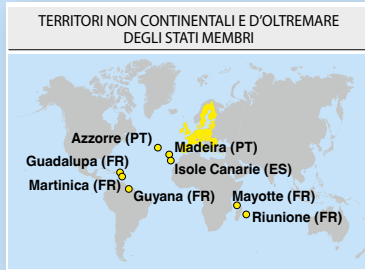 TERRITORI NON CONTINENTALI E D'OLTREMARE
DEGLI STATI MEMBRI
Azzorre (PT)
Madeira (PT)
Guadalupa (FR)
Isole Canarie (ES)
Martinica (FR)
Guyana (FR)
Mayotte (FR)
Riunione (FR)